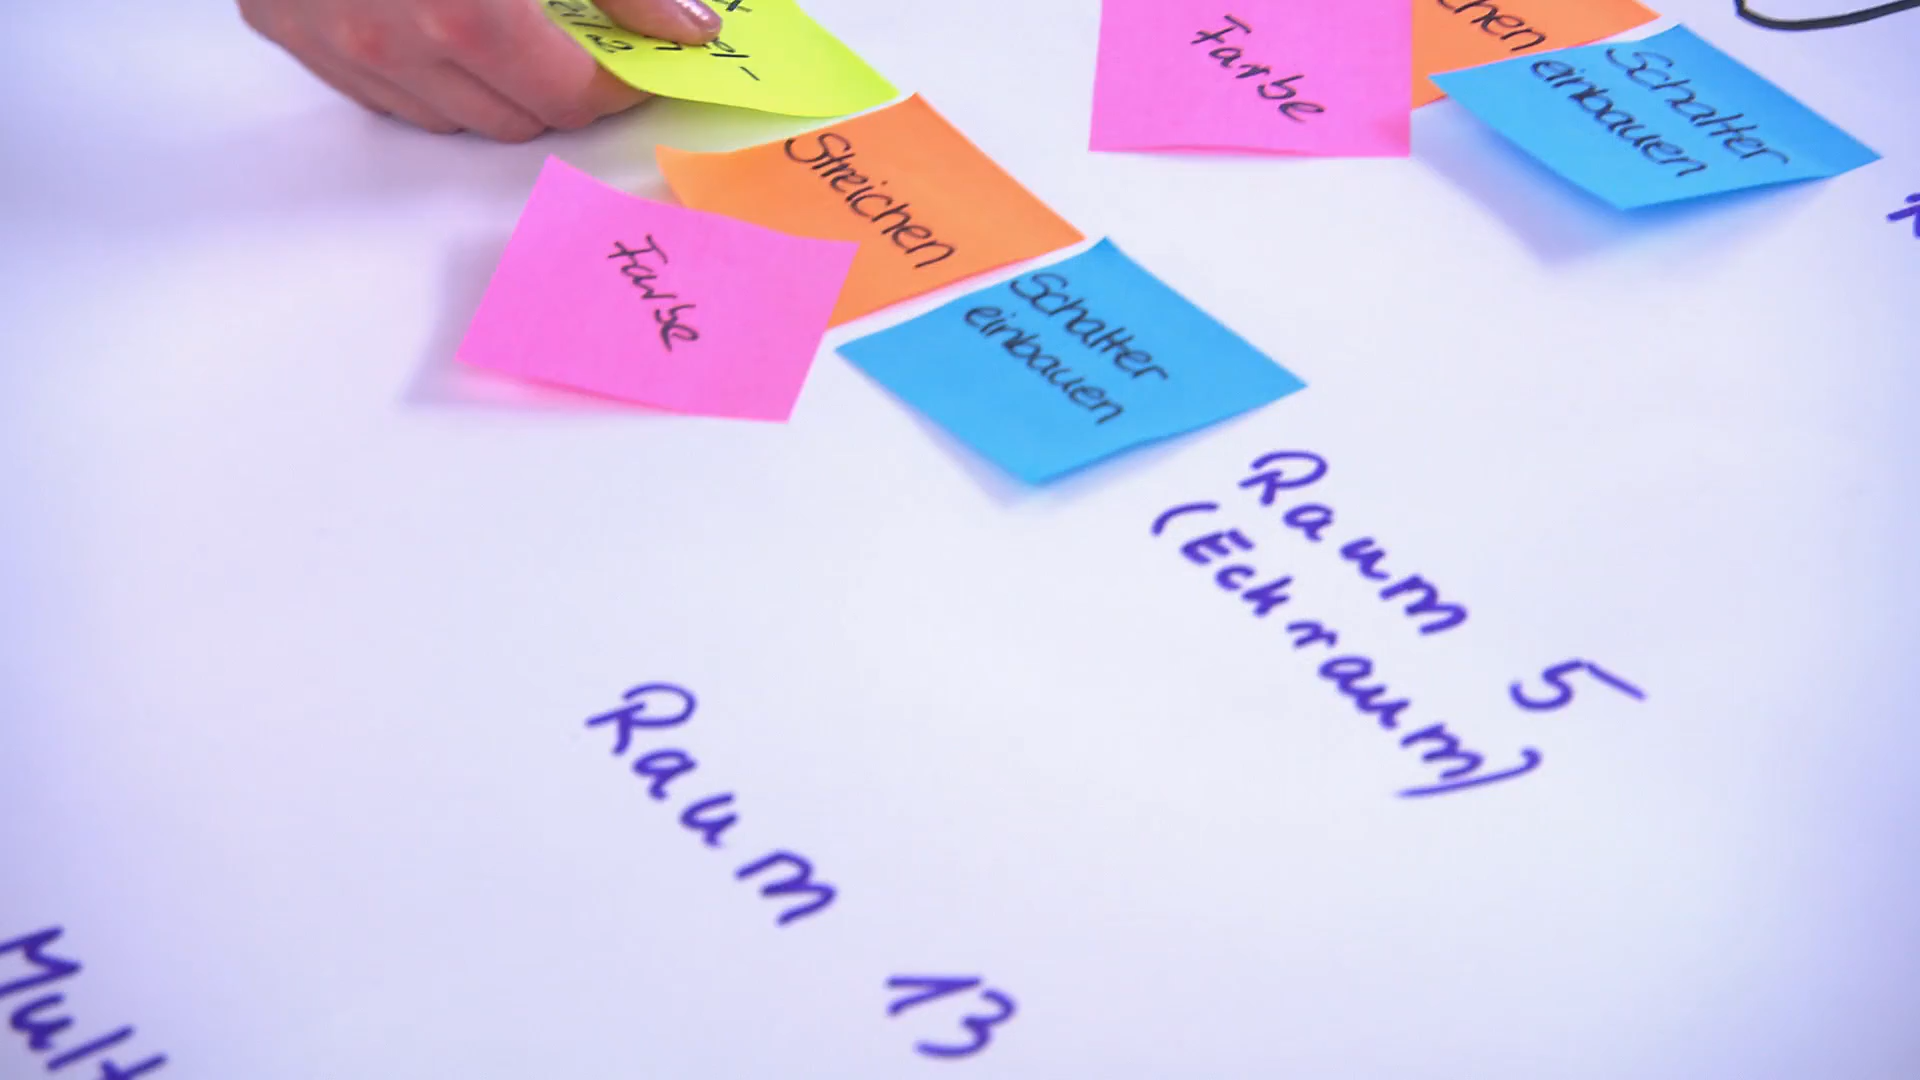 Farbe
Schalter
einbauen
Streichen
Farbe
Schalter
einbauen
Raum 5
(Eckraum)
Raum 13